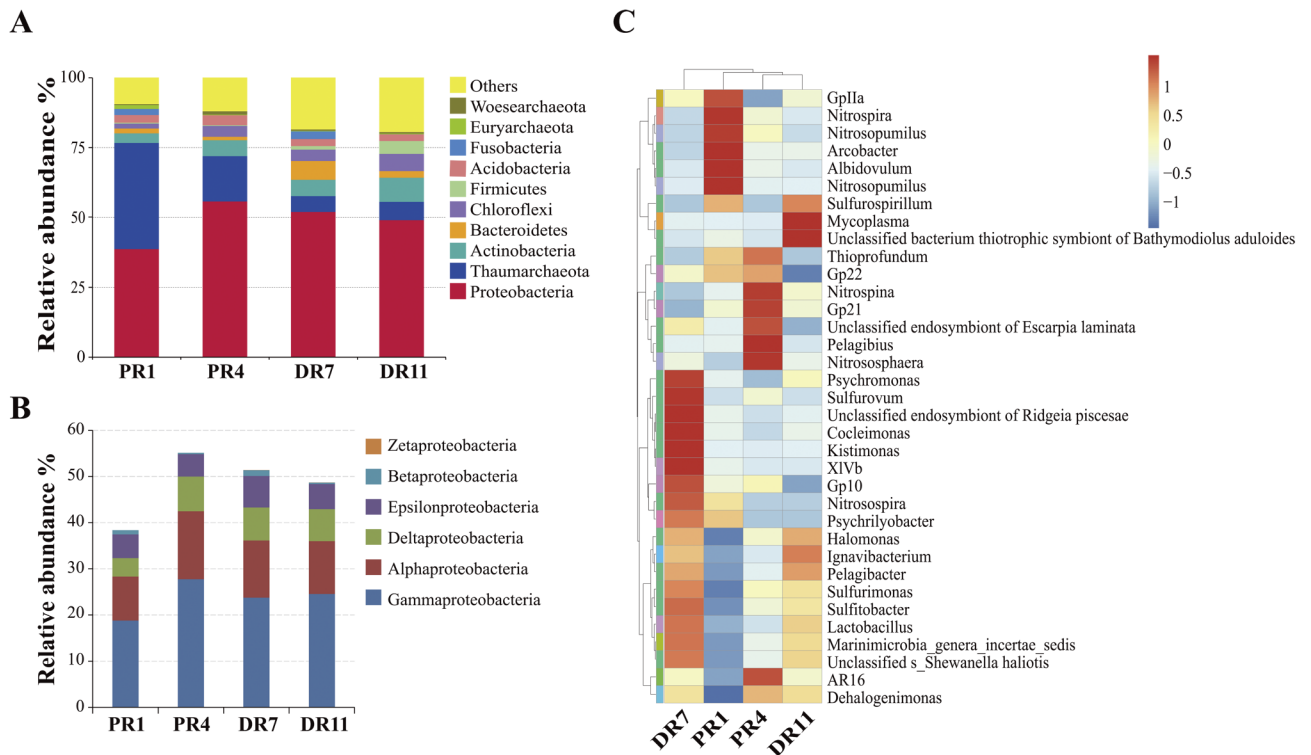 A
Relative abundance %
100
75
50
25
0
PR1
PR4
DR7
DR11
Others
Woesearchaeota
Euryarchaeota
Fusobacteria
Acidobacteria
Firmicutes
Chloroflexi
Bacteroidetes
Actinobacteria
Thaumarchaeota
Proteobacteria
B
Relative abundance %
60
50
40
30
20
10
0
PR1
PR4
DR7
DR11
Zetaproteobacteria
Betaproteobacteria
Epsilonproteobacteria
Deltaproteobacteria
Alphaproteobacteria
Gammaproteobacteria
C
GpIIa
Nitrospira
Nitrosopumilus
Arcobacter
Albidovulum
Nitrosopumilus
Sulfurospirillum
Mycoplasma
Unclassified bacterium thiotrophic symbiont of Bathymodiolus aduloides
Thioprofundum
Gp22
Nitrospina
Gp21
Unclassified endosymbiont of Escarpia laminata
Pelagibius
Nitrososphaera
Psychromonas
Sulfurovum
Unclassified endosymbiont of Ridgeia piscesae
Cocleimonas
Kistimonas
XlVb
Gp10
Nitrosospira
Psychrilyobacter
Halomonas
Ignavibacterium
Pelagibacter
Sulfurimonas
Sulfitobacter
Lactobacillus
Marinimicrobia_genera_incertae_sedis
Unclassified s_Shewanella haliotis
AR16
Dehalogenimonas
DR7
PR1
PR4
DR11
1
0.5
0
−0.5
−1